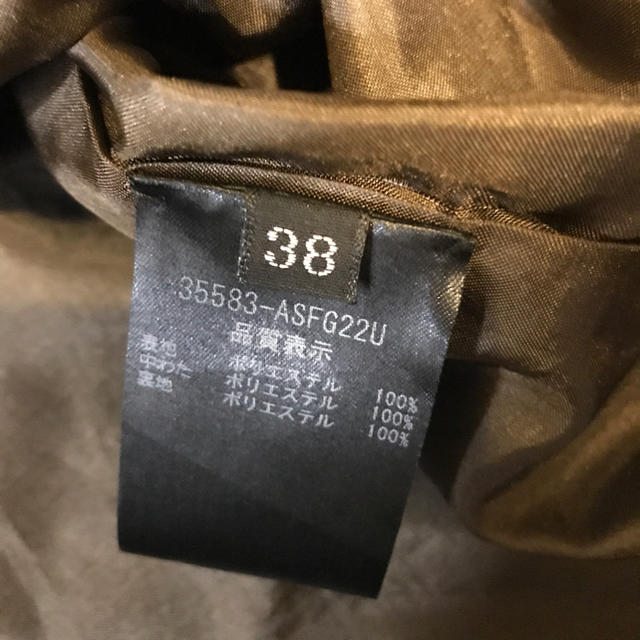 38
35583-ASFG22U
品質表示
表地 ポリエステル 100%
中わた ポリエステル 100%
裏地 ポリエステル 100%